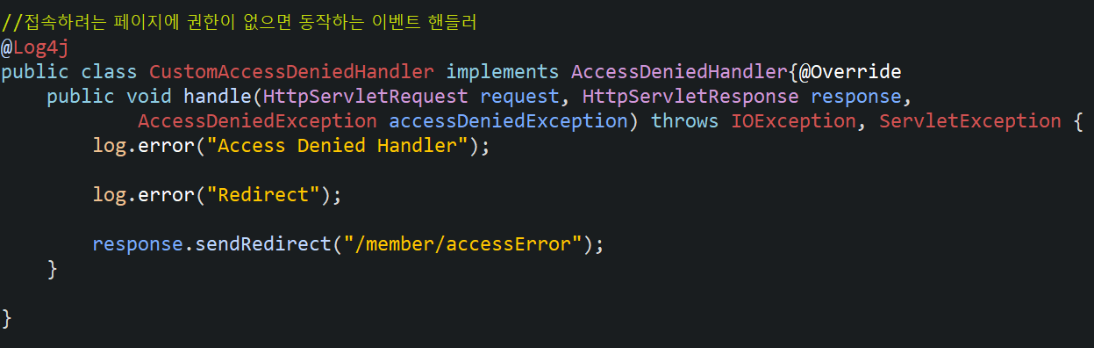 //접속하려는 페이지에 권한이 없으면 동작하는 이벤트 핸들러
@Log4j
public class CustomAccessDeniedHandler implements AccessDeniedHandler{@Override
    public void handle(HttpServletRequest request, HttpServletResponse response,
            AccessDeniedException accessDeniedException) throws IOException, ServletException {
        log.error("Access Denied Handler");
        log.error("Redirect");
        response.sendRedirect("/member/accessError");
    }
}